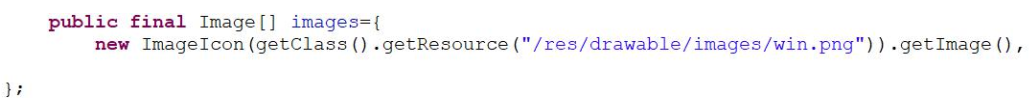 public final Image[] images={
new ImageIcon(getClass().getResource("/res/drawable/images/win.png")).getImage(),
};